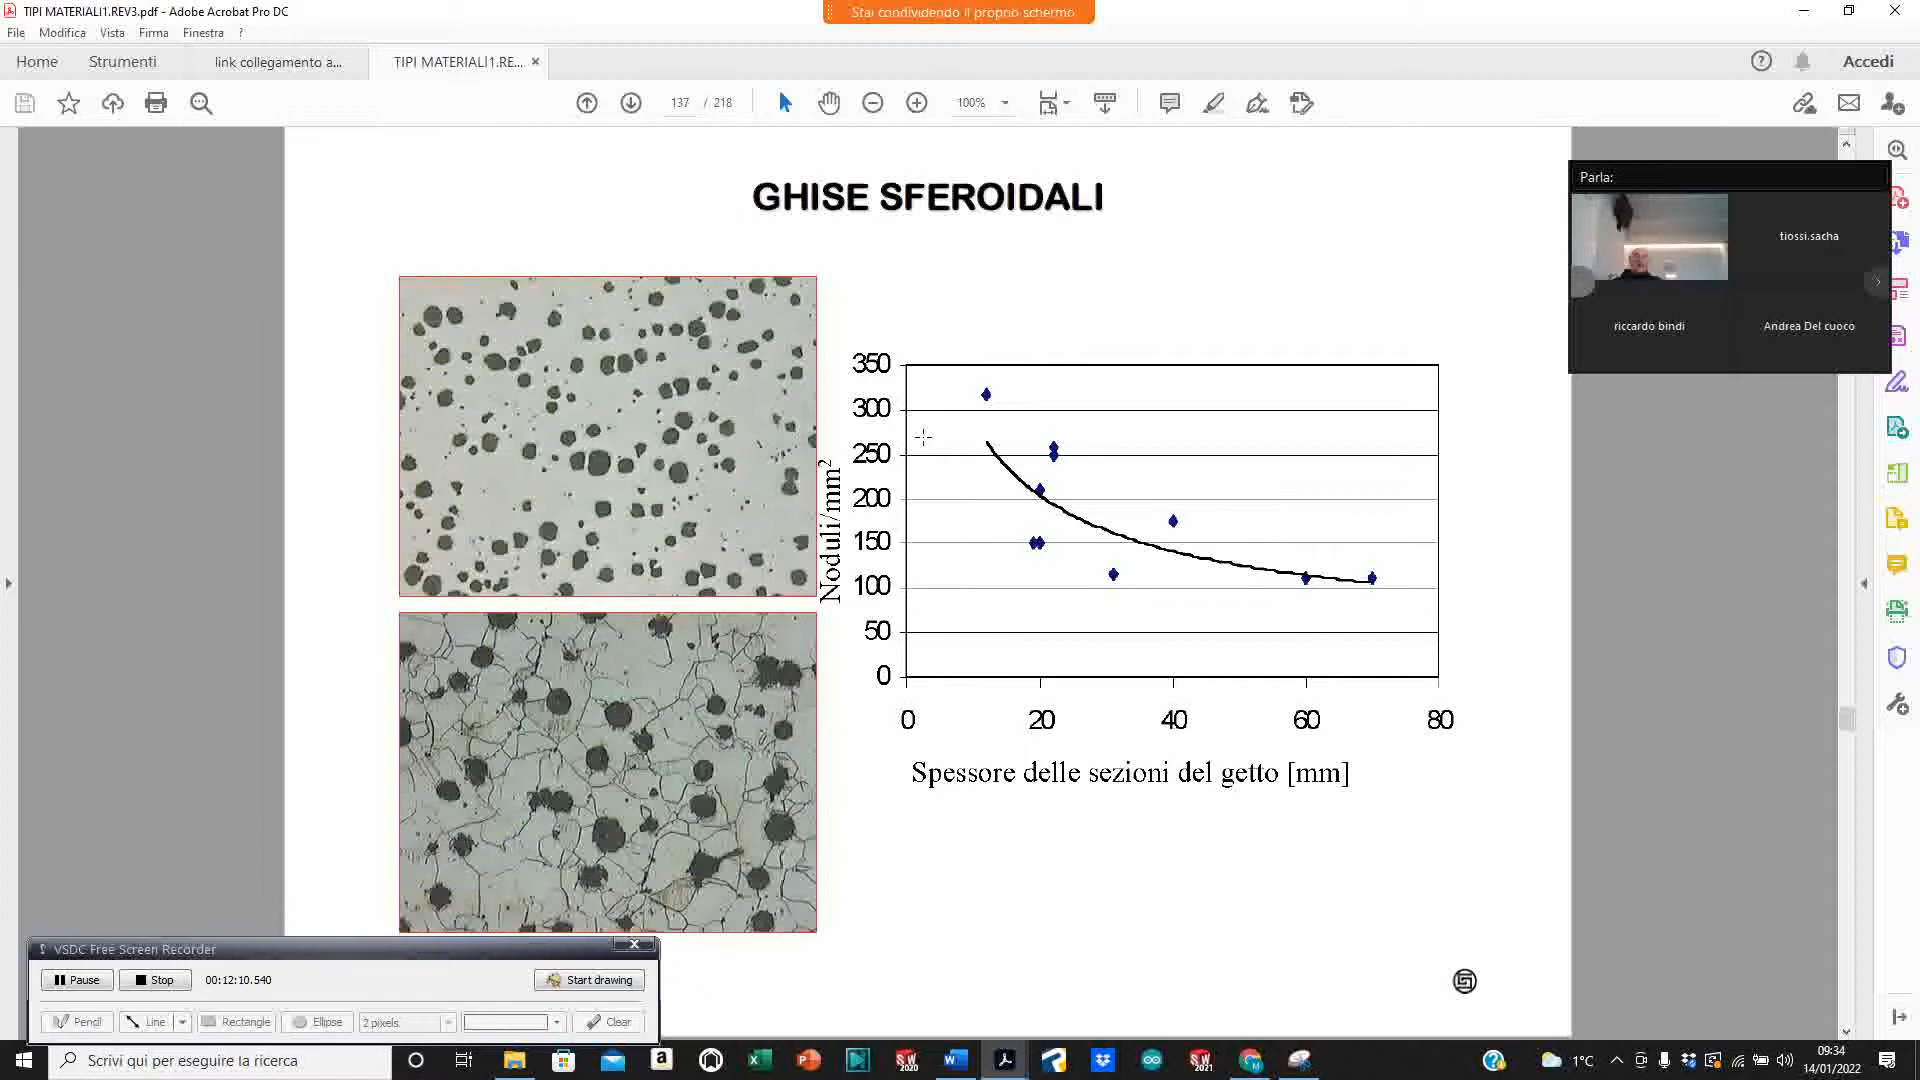 TIPI MATERIALI1.REV3.pdf - Adobe Acrobat Pro DC
Stai condividendo il proprio schermo
File Modifica Vista Firma Finestra ?
Home Strumenti link collegamento a... TIPI MATERIALI1.RE... × Accedi
137 / 218 100%
GHISE SFEROIDALI
Parla:
tiossi.sacha
riccardo bindi
Andrea Del cuoco
350
300
250
200
150
100
50
0
Noduli/mm²
0 20 40 60 80
Spessore delle sezioni del getto [mm]
VSDC Free Screen Recorder
Pause Stop 00:12:10.540 Start drawing
Pencil Line Rectangle Ellipse 2 pixels Clear
Scrivi qui per eseguire la ricerca
SW 2020
SW 2021
1°C
09:34
14/01/2022